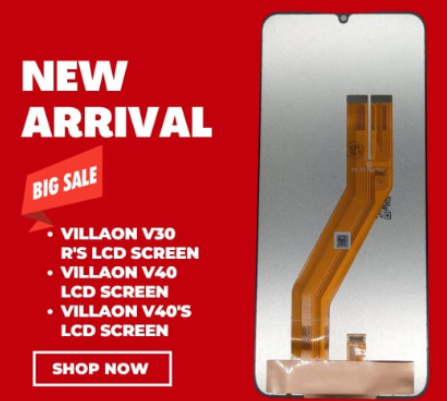 NEW
ARRIVAL
BIG SALE
• VILLAON V30
R'S LCD SCREEN
• VILLAON V40
LCD SCREEN
• VILLAON V40'S
LCD SCREEN
SHOP NOW